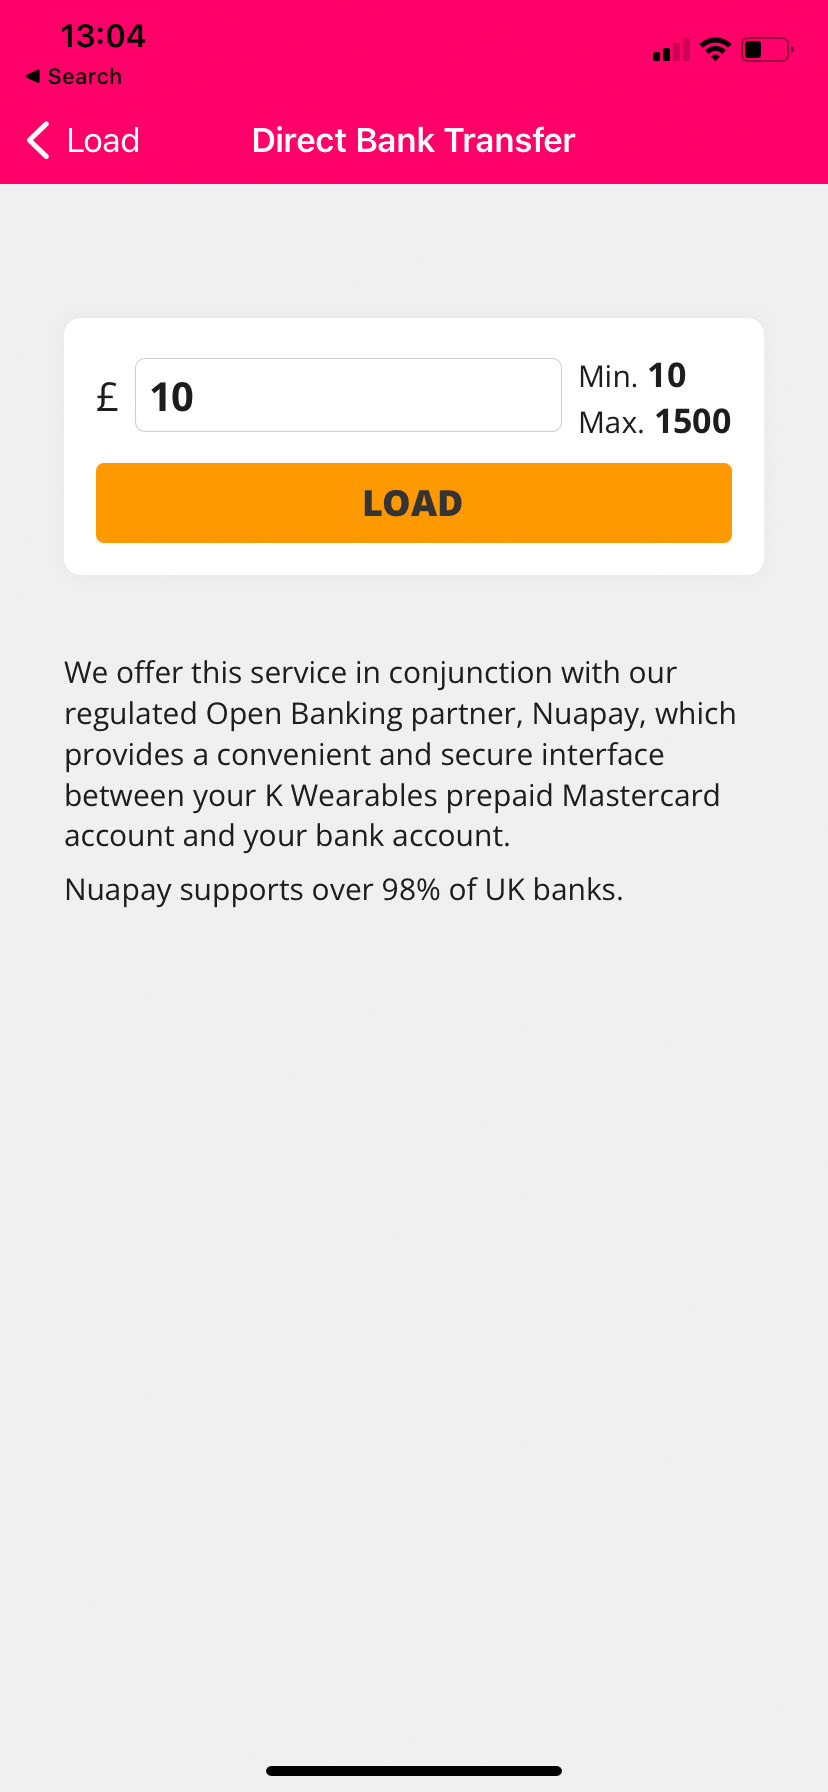 13:04
◀ Search
Load
Direct Bank Transfer
£ 10
Min. 10
Max. 1500
LOAD
We offer this service in conjunction with our
regulated Open Banking partner, Nuapay, which
provides a convenient and secure interface
between your K Wearables prepaid Mastercard
account and your bank account.
Nuapay supports over 98% of UK banks.